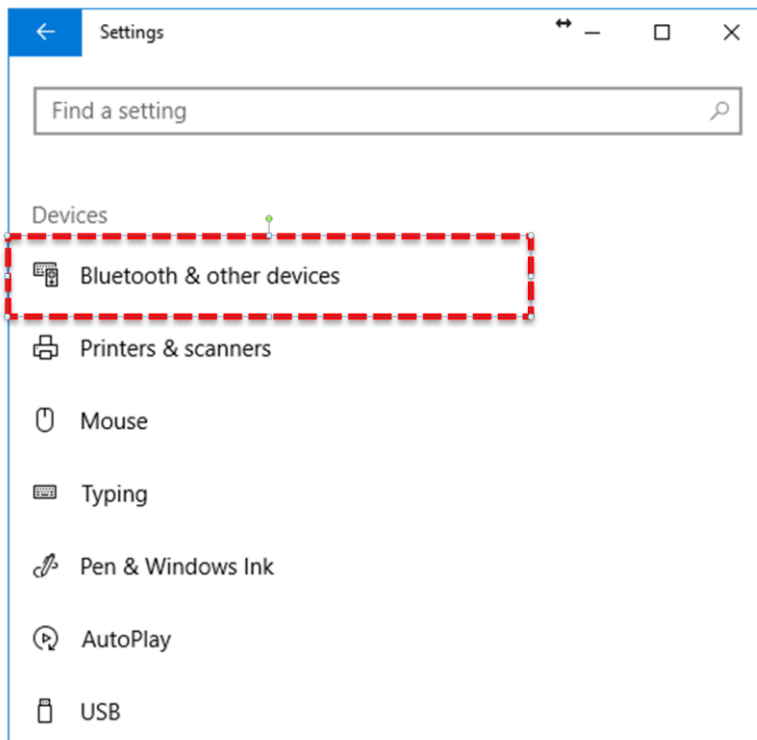 Settings
Find a setting
Devices
Bluetooth & other devices
Printers & scanners
Mouse
Typing
Pen & Windows Ink
AutoPlay
USB